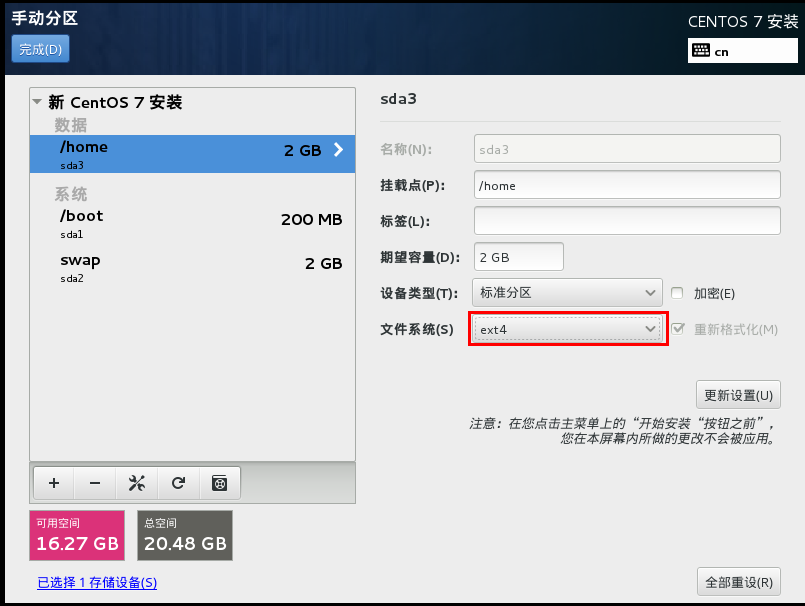 手动分区
CENTOS 7 安装
完成(D)
cn
新 CentOS 7 安装
数据
/home
2 GB
sda3
系统
/boot
200 MB
sda1
swap
2 GB
sda2
sda3
名称(N):
sda3
挂载点(P):
/home
标签(L):
期望容量(D):
2 GB
设备类型(T):
标准分区
加密(E)
文件系统(S)
ext4
重新格式化(M)
更新设置(U)
注意：在您点击主菜单上的“开始安装“按钮之前”，
您在本屏幕内所做的更改不会被应用。
可用空间
16.27 GB
总空间
20.48 GB
已选择 1 存储设备(S)
全部重设(R)